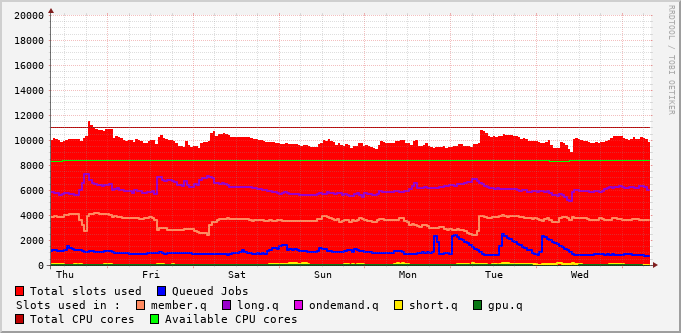 20000
18000
16000
14000
12000
10000
8000
6000
4000
2000
0
Thu Fri Sat Sun Mon Tue Wed
Total slots used Queued Jobs
Slots used in : member.q long.q ondemand.q short.q gpu.q
Total CPU cores Available CPU cores
RRDTOOL / TOBI OETIKER